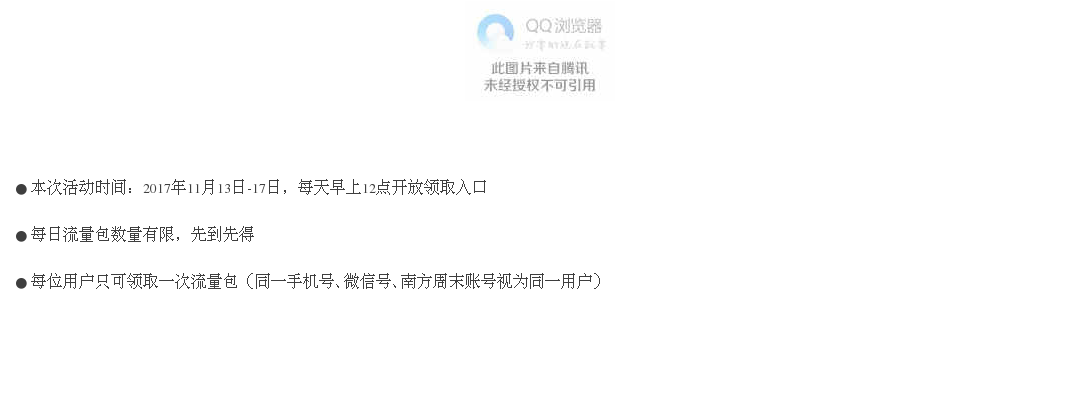 QQ浏览器
此图片来自腾讯
未经授权不可引用
● 本次活动时间：2017年11月13日-17日，每天早上12点开放领取入口
● 每日流量包数量有限，先到先得
● 每位用户只可领取一次流量包（同一手机号、微信号、南方周末账号视为同一用户）